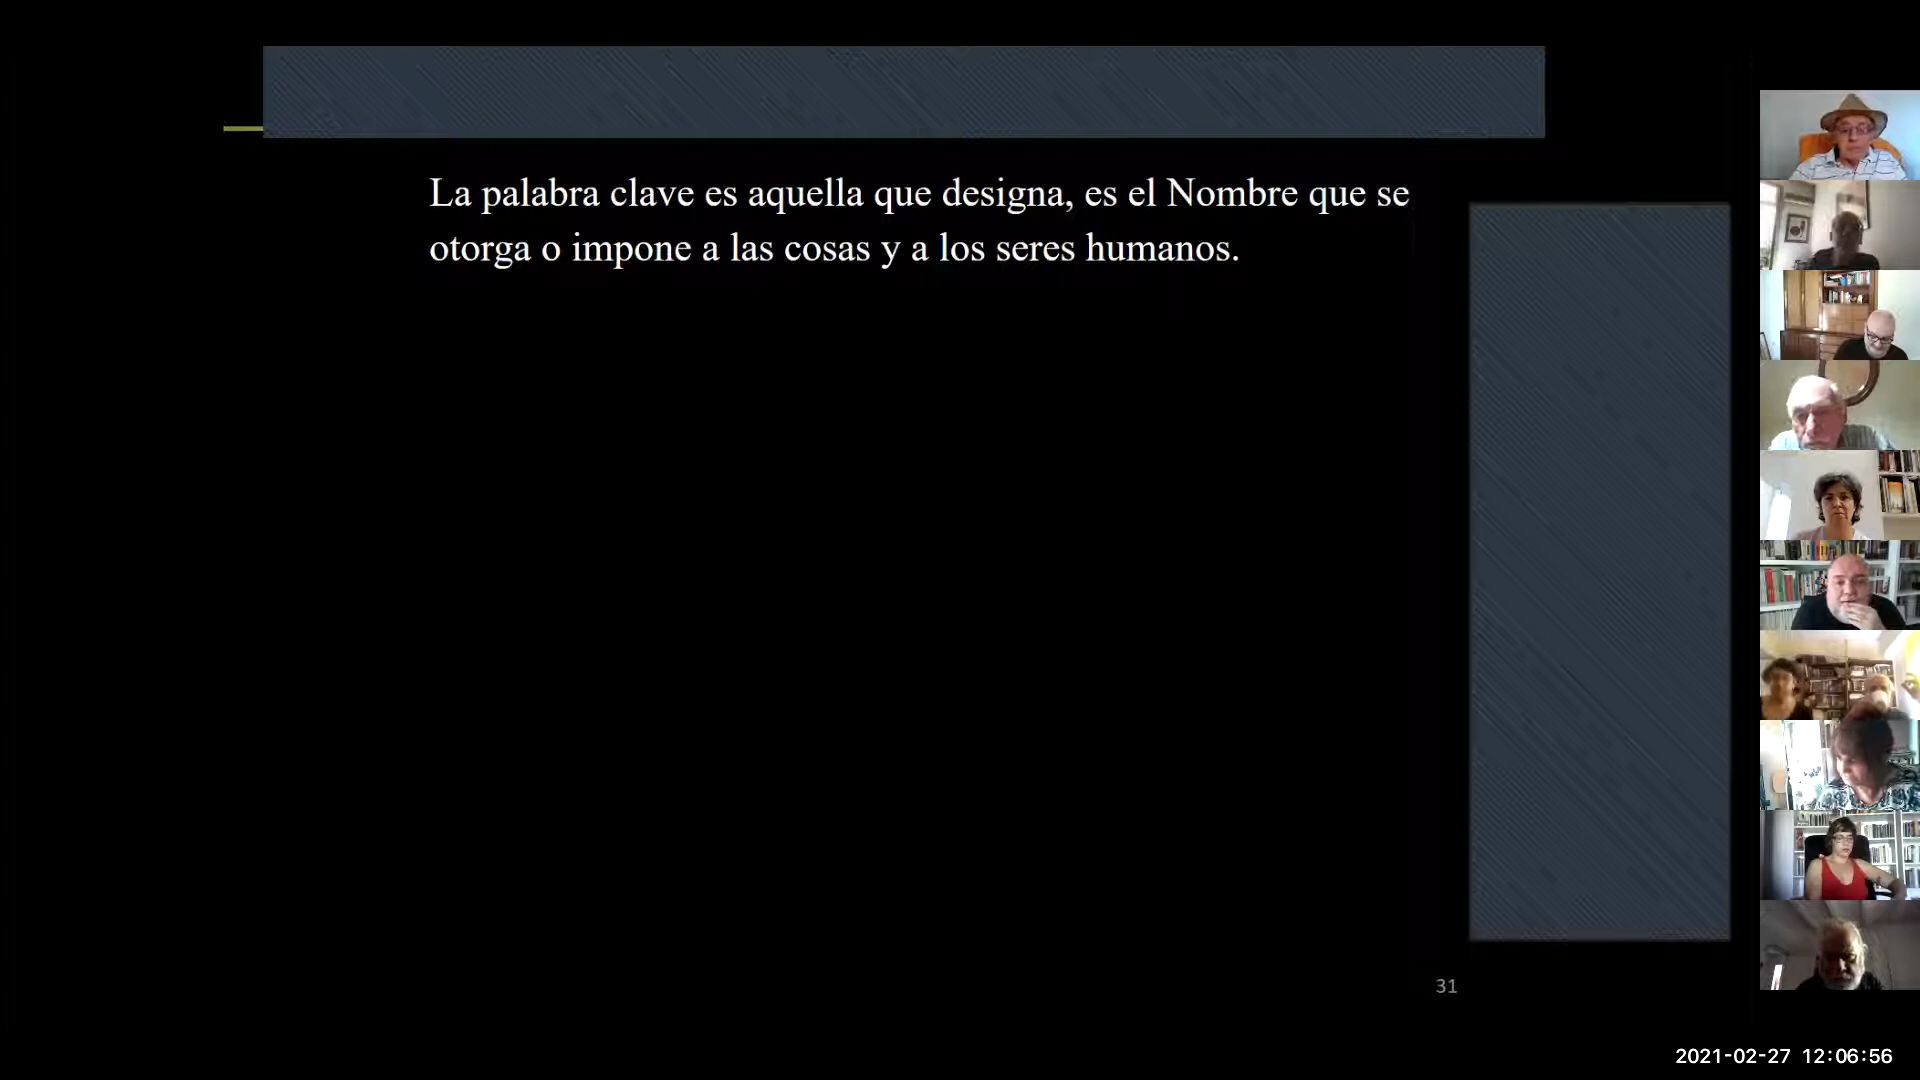 La palabra clave es aquella que designa, es el Nombre que se
otorga o impone a las cosas y a los seres humanos.
31
2021-02-27 12:06:56